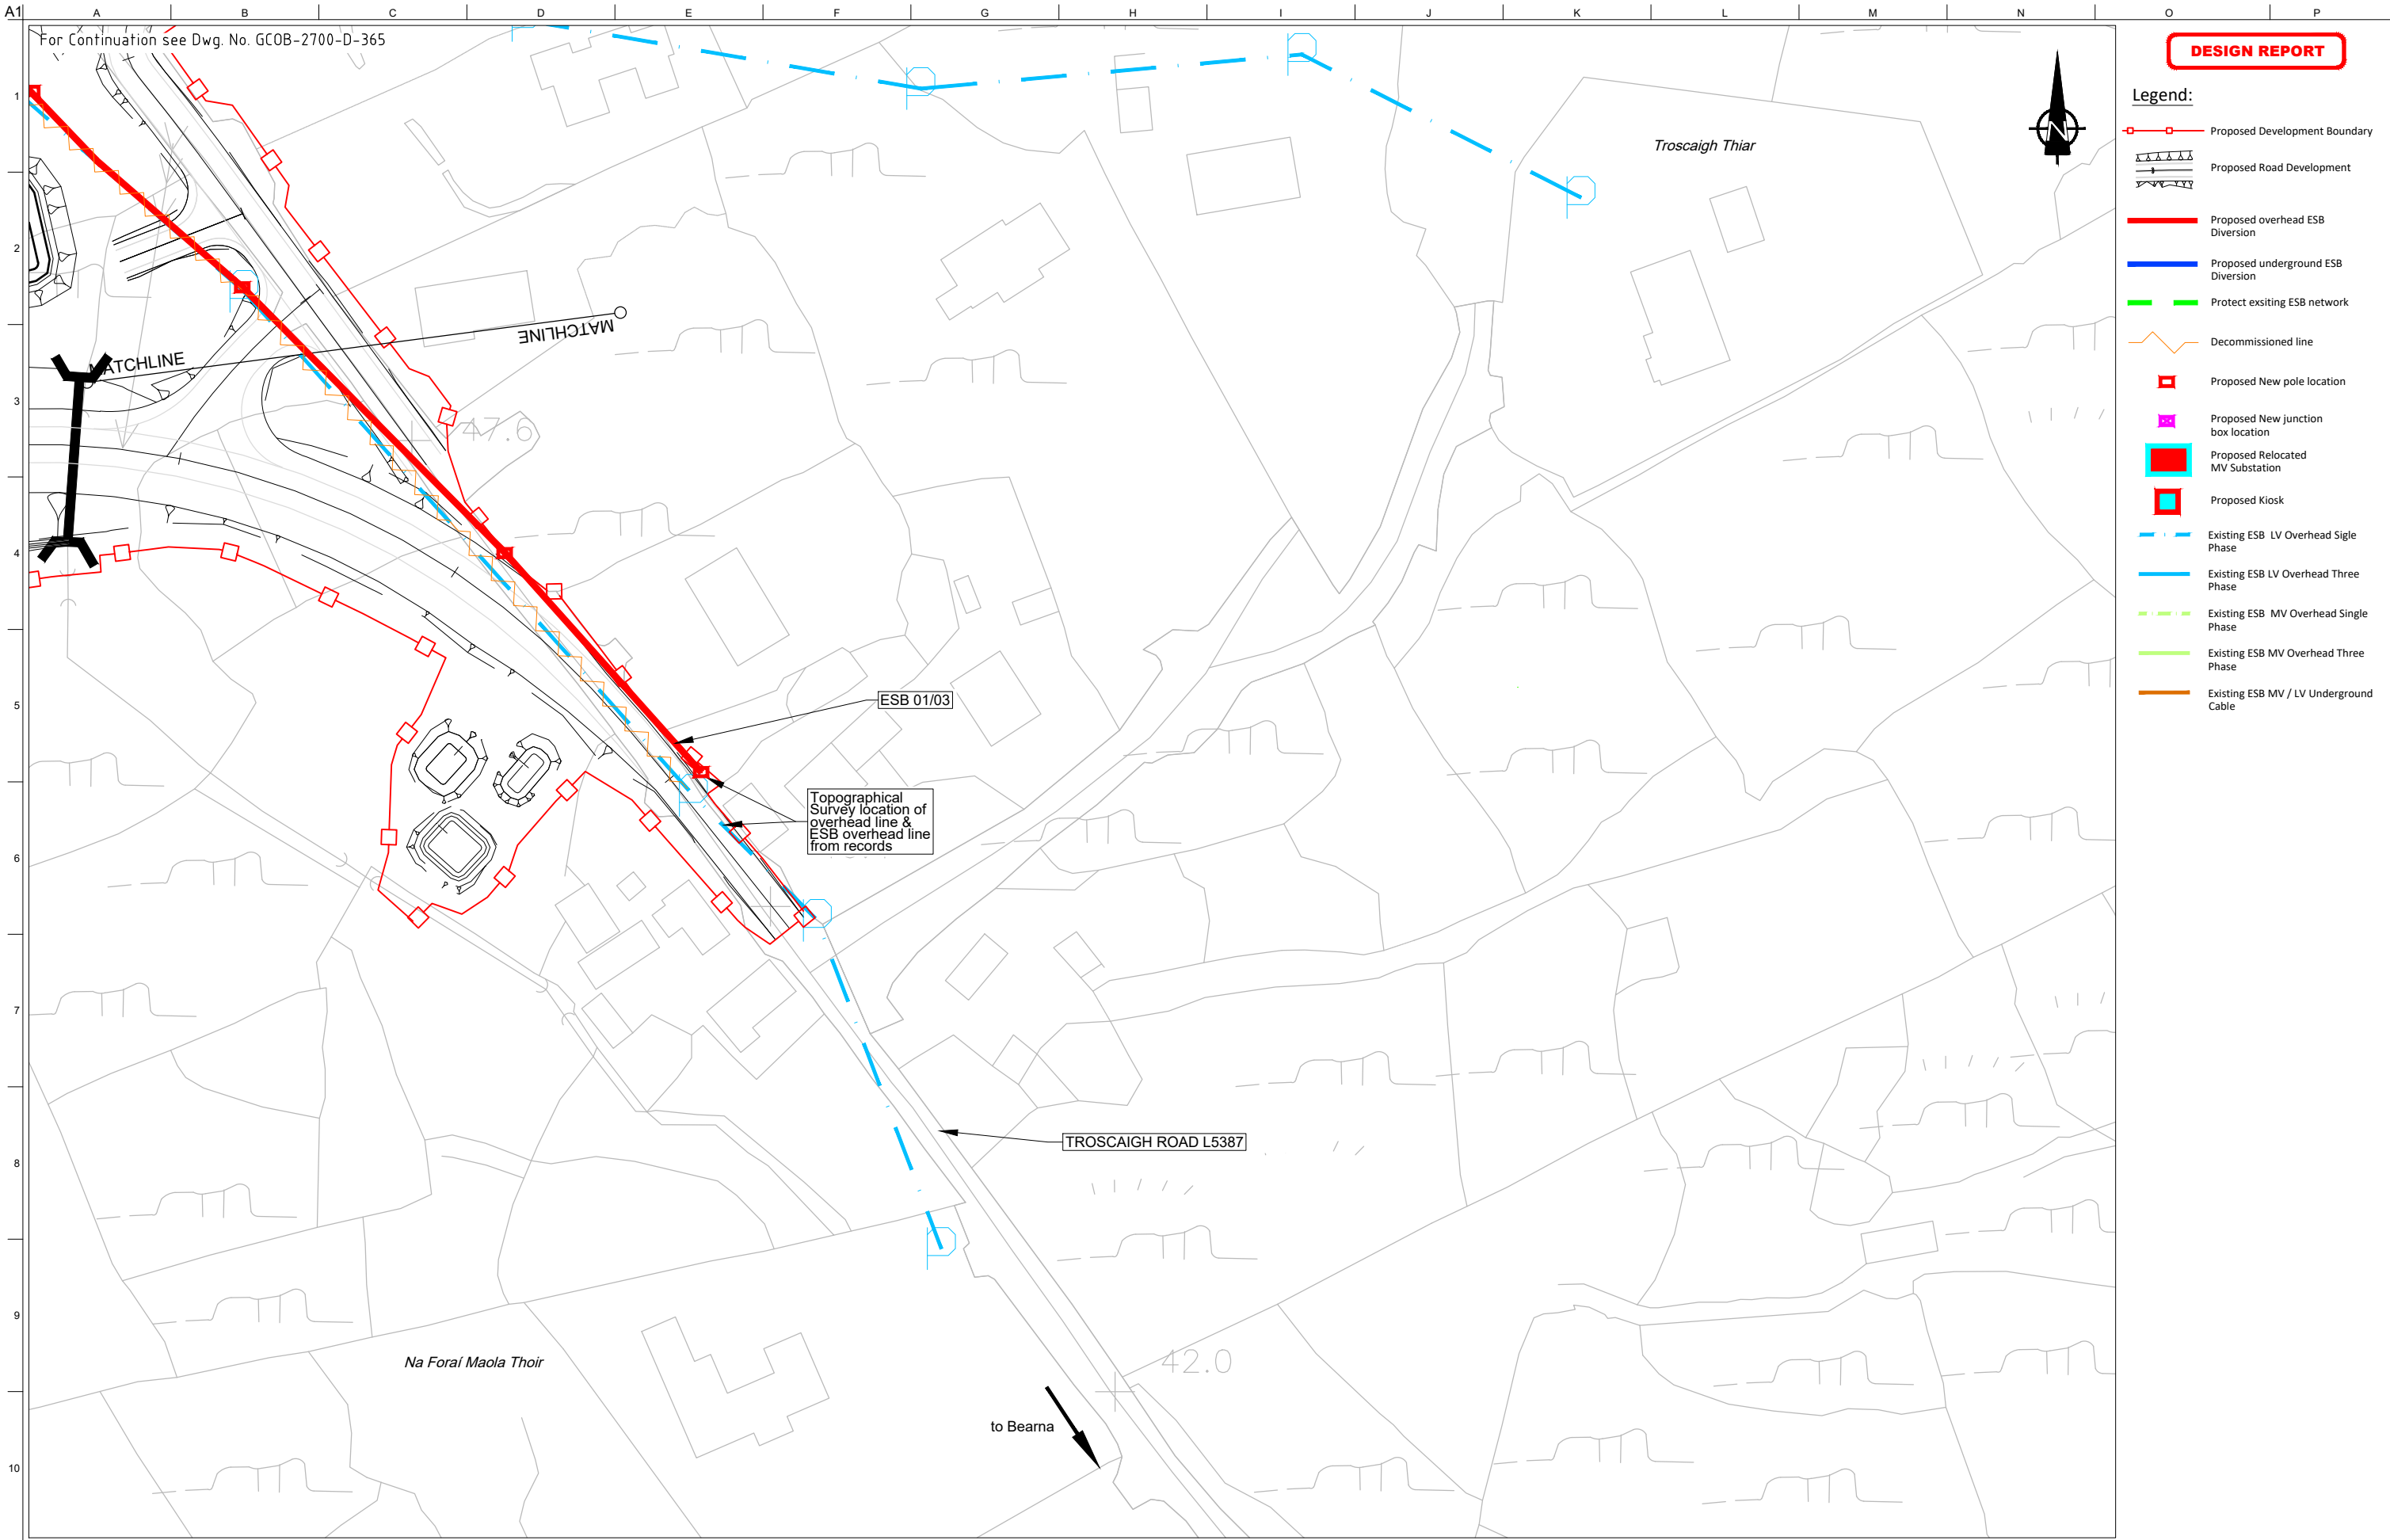 A1
A B C D E F G H I J K L M N O P
For Continuation see Dwg. No. GCOB-2700-D-365
DESIGN REPORT
Legend:
Proposed Development Boundary
Proposed Road Development
Proposed overhead ESB
Diversion
Proposed underground ESB
Diversion
Protect exsiting ESB network
Decommissioned line
Proposed New pole location
Proposed New junction
box location
Proposed Relocated
MV Substation
Proposed Kiosk
Existing ESB LV Overhead Sigle
Phase
Existing ESB LV Overhead Three
Phase
Existing ESB MV Overhead Single
Phase
Existing ESB MV Overhead Three
Phase
Existing ESB MV / LV Underground
Cable
N
1
2
3
4
5
6
7
8
9
10
Troscaigh Thiar
MATCHLINE
MATCHLINE
47.6
ESB 01/03
Topographical
Survey location of
overhead line &
ESB overhead line
from records
TROSCAIGH ROAD L5387
Na Foraí Maola Thoir
42.0
to Bearna